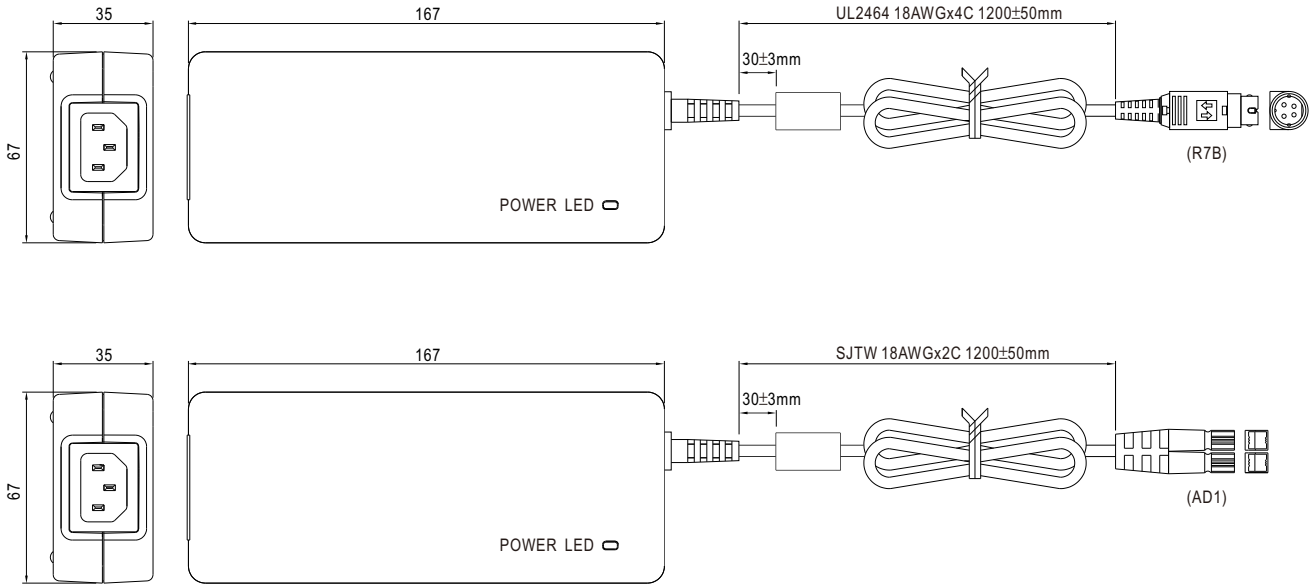 35
167
UL2464 18AWGx4C 1200±50mm
30±3mm
67
POWER LED
(R7B)
35
167
SJTW 18AWGx2C 1200±50mm
30±3mm
67
POWER LED
(AD1)